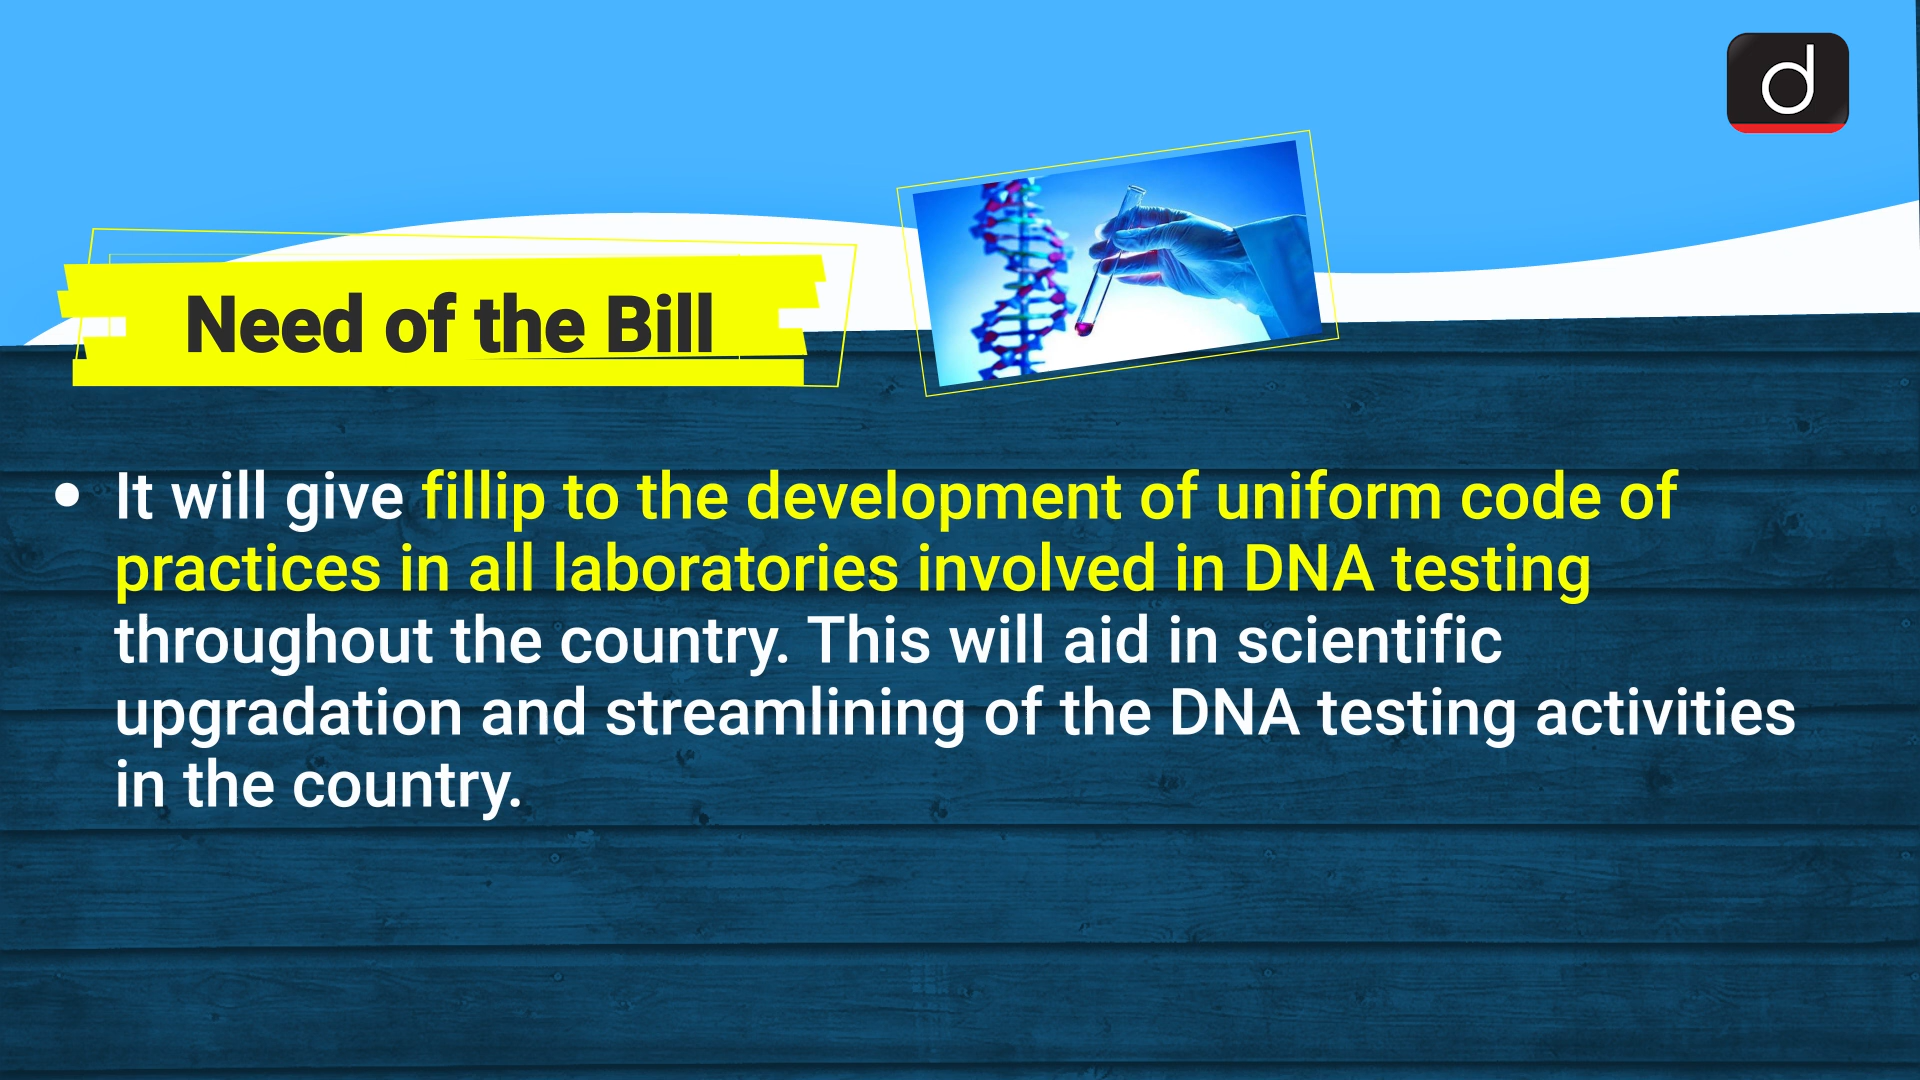 d
Need of the Bill
• It will give fillip to the development of uniform code of
practices in all laboratories involved in DNA testing
throughout the country. This will aid in scientific
upgradation and streamlining of the DNA testing activities
in the country.